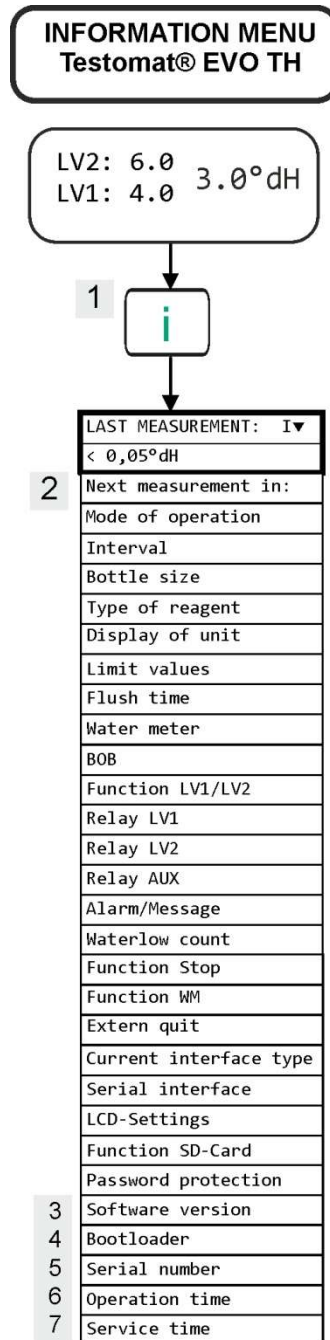 INFORMATION MENU
Testomat® EVO TH
LV2: 6.0
LV1: 4.0
3.0°dH
1
i
LAST MEASUREMENT: I▼
< 0,05°dH
2 Next measurement in:
Mode of operation
Interval
Bottle size
Type of reagent
Display of unit
Limit values
Flush time
Water meter
BOB
Function LV1/LV2
Relay LV1
Relay LV2
Relay AUX
Alarm/Message
Waterlow count
Function Stop
Function WM
Extern quit
Current interface type
Serial interface
LCD-Settings
Function SD-Card
Password protection
3 Software version
4 Bootloader
5 Serial number
6 Operation time
7 Service time